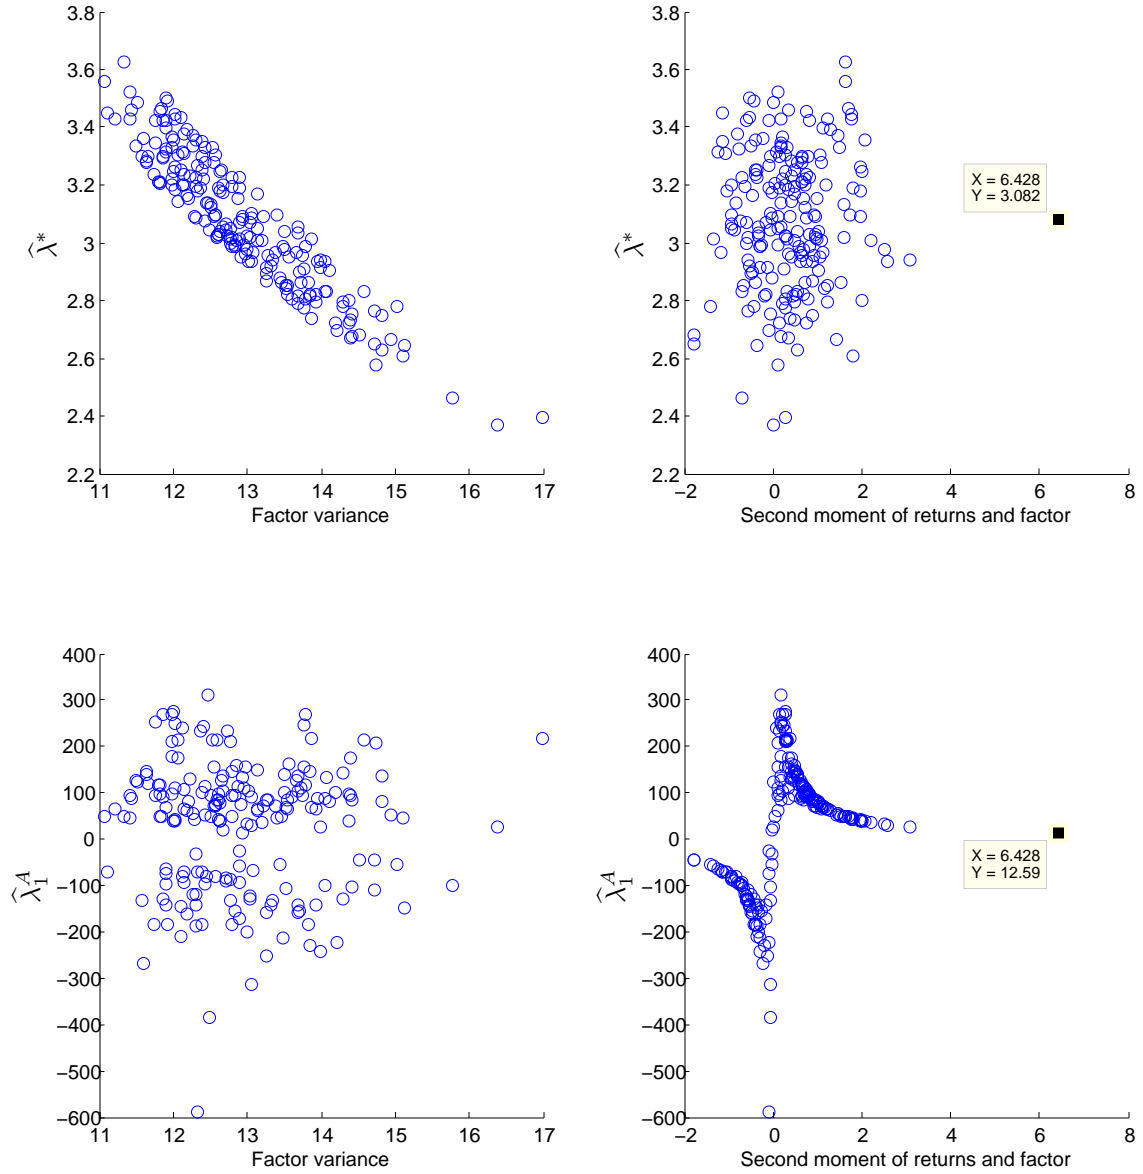 3.8
3.6
3.4
3.2
3
2.8
2.6
2.4
2.2
λ̂*
11 12 13 14 15 16 17
Factor variance
3.8
3.6
3.4
3.2
3
2.8
2.6
2.4
2.2
λ̂*
X = 6.428
Y = 3.082
−2 0 2 4 6 8
Second moment of returns and factor
400
300
200
100
0
−100
−200
−300
−400
−500
−600
λ̂₁ᴬ
11 12 13 14 15 16 17
Factor variance
400
300
200
100
0
−100
−200
−300
−400
−500
−600
λ̂₁ᴬ
X = 6.428
Y = 12.59
−2 0 2 4 6 8
Second moment of returns and factor